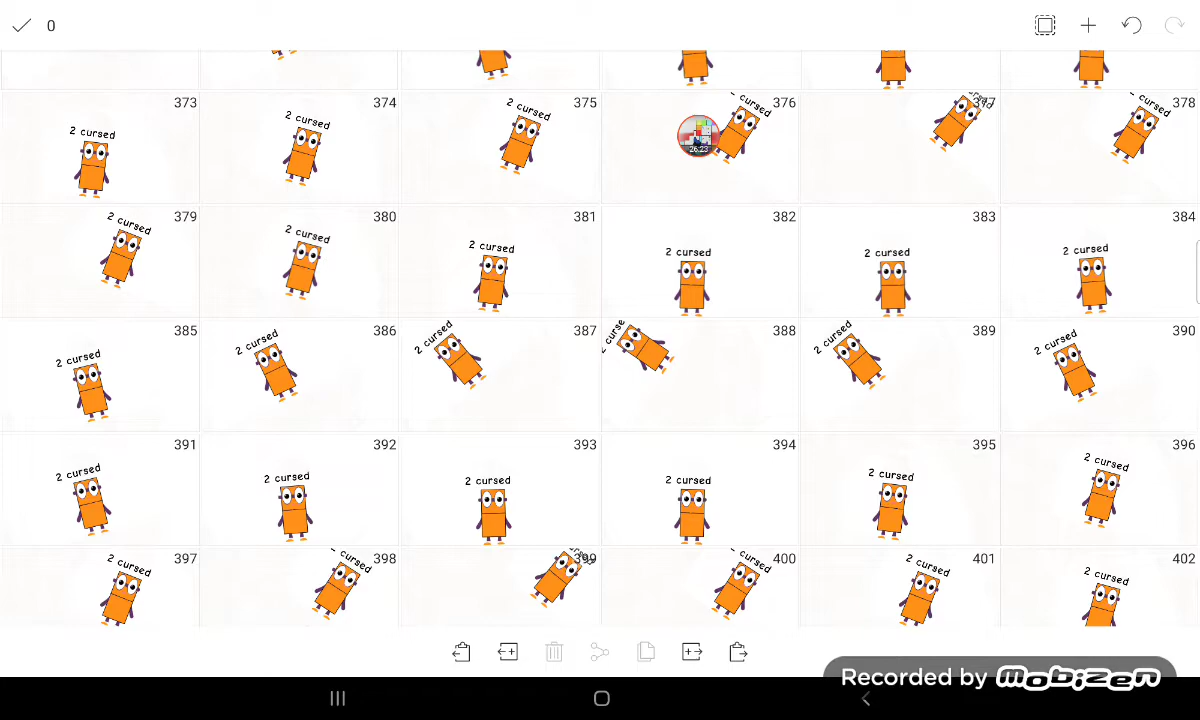 0
373 374 375 376 377 378
2 cursed 2 cursed 2 cursed cursed cursed
26:23
379 380 381 382 383 384
2 cursed 2 cursed 2 cursed 2 cursed 2 cursed 2 cursed
385 386 387 388 389 390
2 cursed 2 cursed 2 cursed 2 curse 2 cursed 2 cursed
391 392 393 394 395 396
2 cursed 2 cursed 2 cursed 2 cursed 2 cursed 2 cursed
397 398 399 400 401 402
2 cursed cursed cursed 2 cursed 2 cursed
Recorded by mobizen